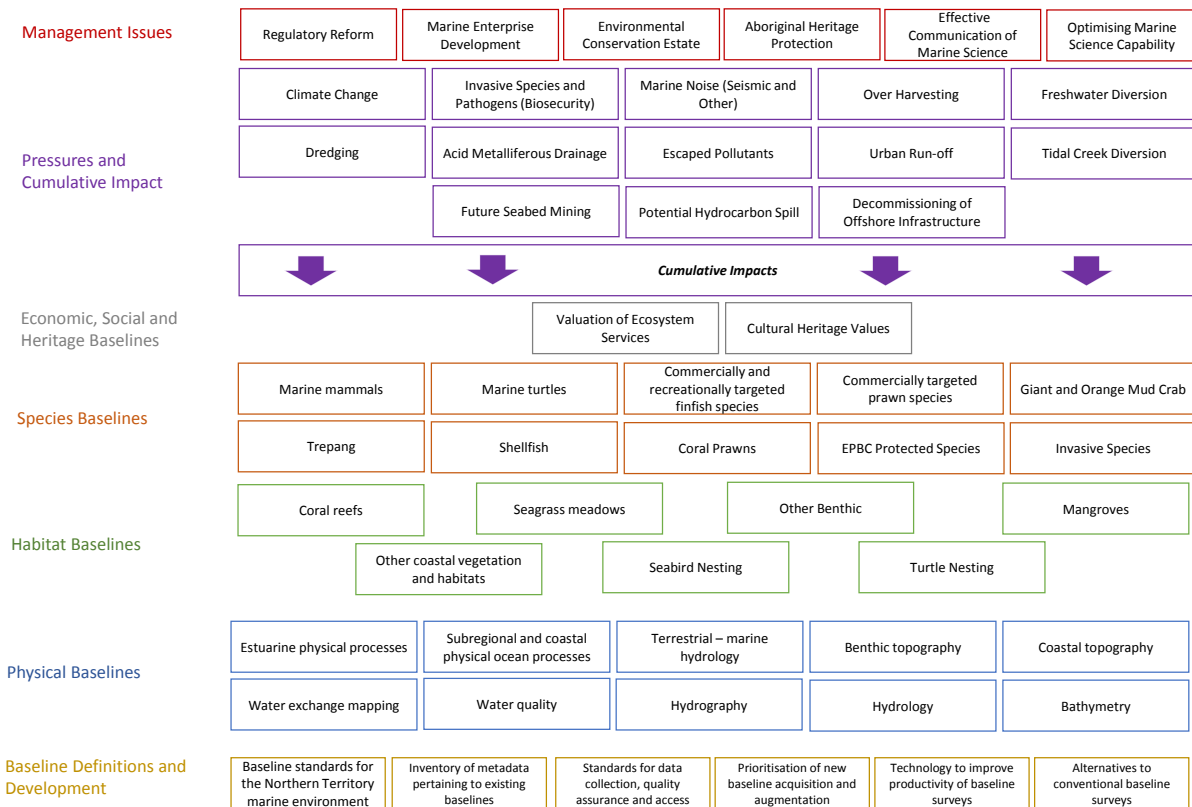 Management Issues
Regulatory Reform
Marine Enterprise
Development
Environmental
Conservation Estate
Aboriginal Heritage
Protection
Effective
Communication of
Marine Science
Optimising Marine
Science Capability
Pressures and
Cumulative Impact
Climate Change
Invasive Species and
Pathogens (Biosecurity)
Marine Noise (Seismic and
Other)
Over Harvesting
Freshwater Diversion
Dredging
Acid Metalliferous Drainage
Escaped Pollutants
Urban Run-off
Tidal Creek Diversion
Future Seabed Mining
Potential Hydrocarbon Spill
Decommissioning of
Offshore Infrastructure
Cumulative Impacts
Economic, Social and
Heritage Baselines
Valuation of Ecosystem
Services
Cultural Heritage Values
Species Baselines
Marine mammals
Marine turtles
Commercially and
recreationally targeted
finfish species
Commercially targeted
prawn species
Giant and Orange Mud Crab
Trepang
Shellfish
Coral Prawns
EPBC Protected Species
Invasive Species
Habitat Baselines
Coral reefs
Seagrass meadows
Other Benthic
Mangroves
Other coastal vegetation
and habitats
Seabird Nesting
Turtle Nesting
Physical Baselines
Estuarine physical processes
Subregional and coastal
physical ocean processes
Terrestrial – marine
hydrology
Benthic topography
Coastal topography
Water exchange mapping
Water quality
Hydrography
Hydrology
Bathymetry
Baseline Definitions and
Development
Baseline standards for
the Northern Territory
marine environment
Inventory of metadata
pertaining to existing
baselines
Standards for data
collection, quality
assurance and access
Prioritisation of new
baseline acquisition and
augmentation
Technology to improve
productivity of baseline
surveys
Alternatives to
conventional baseline
surveys